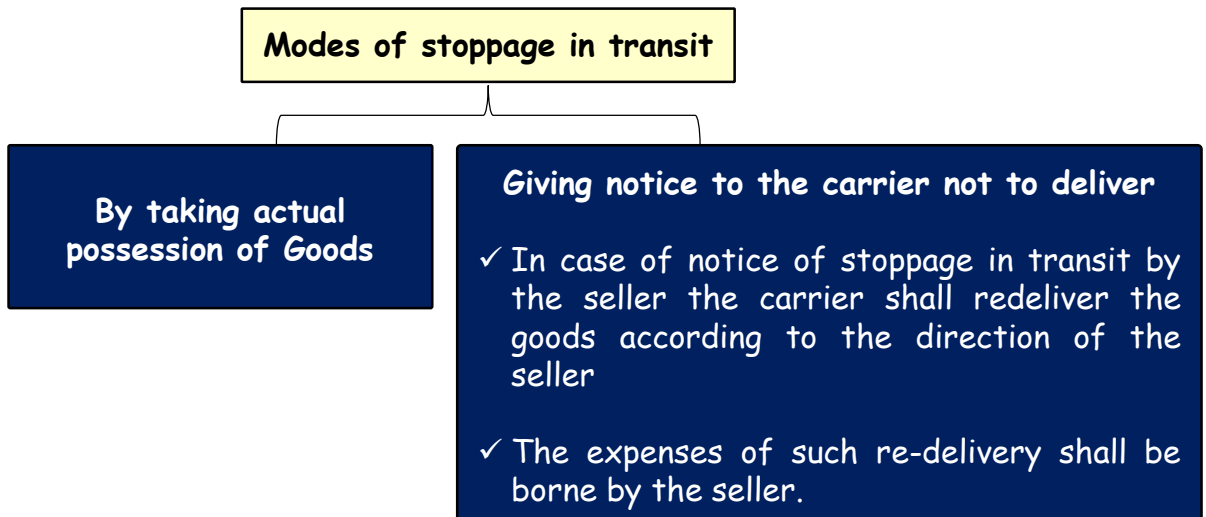 Modes of stoppage in transit
By taking actual
possession of Goods
Giving notice to the carrier not to deliver
✓ In case of notice of stoppage in transit by
the seller the carrier shall redeliver the
goods according to the direction of the
seller
✓ The expenses of such re-delivery shall be
borne by the seller.